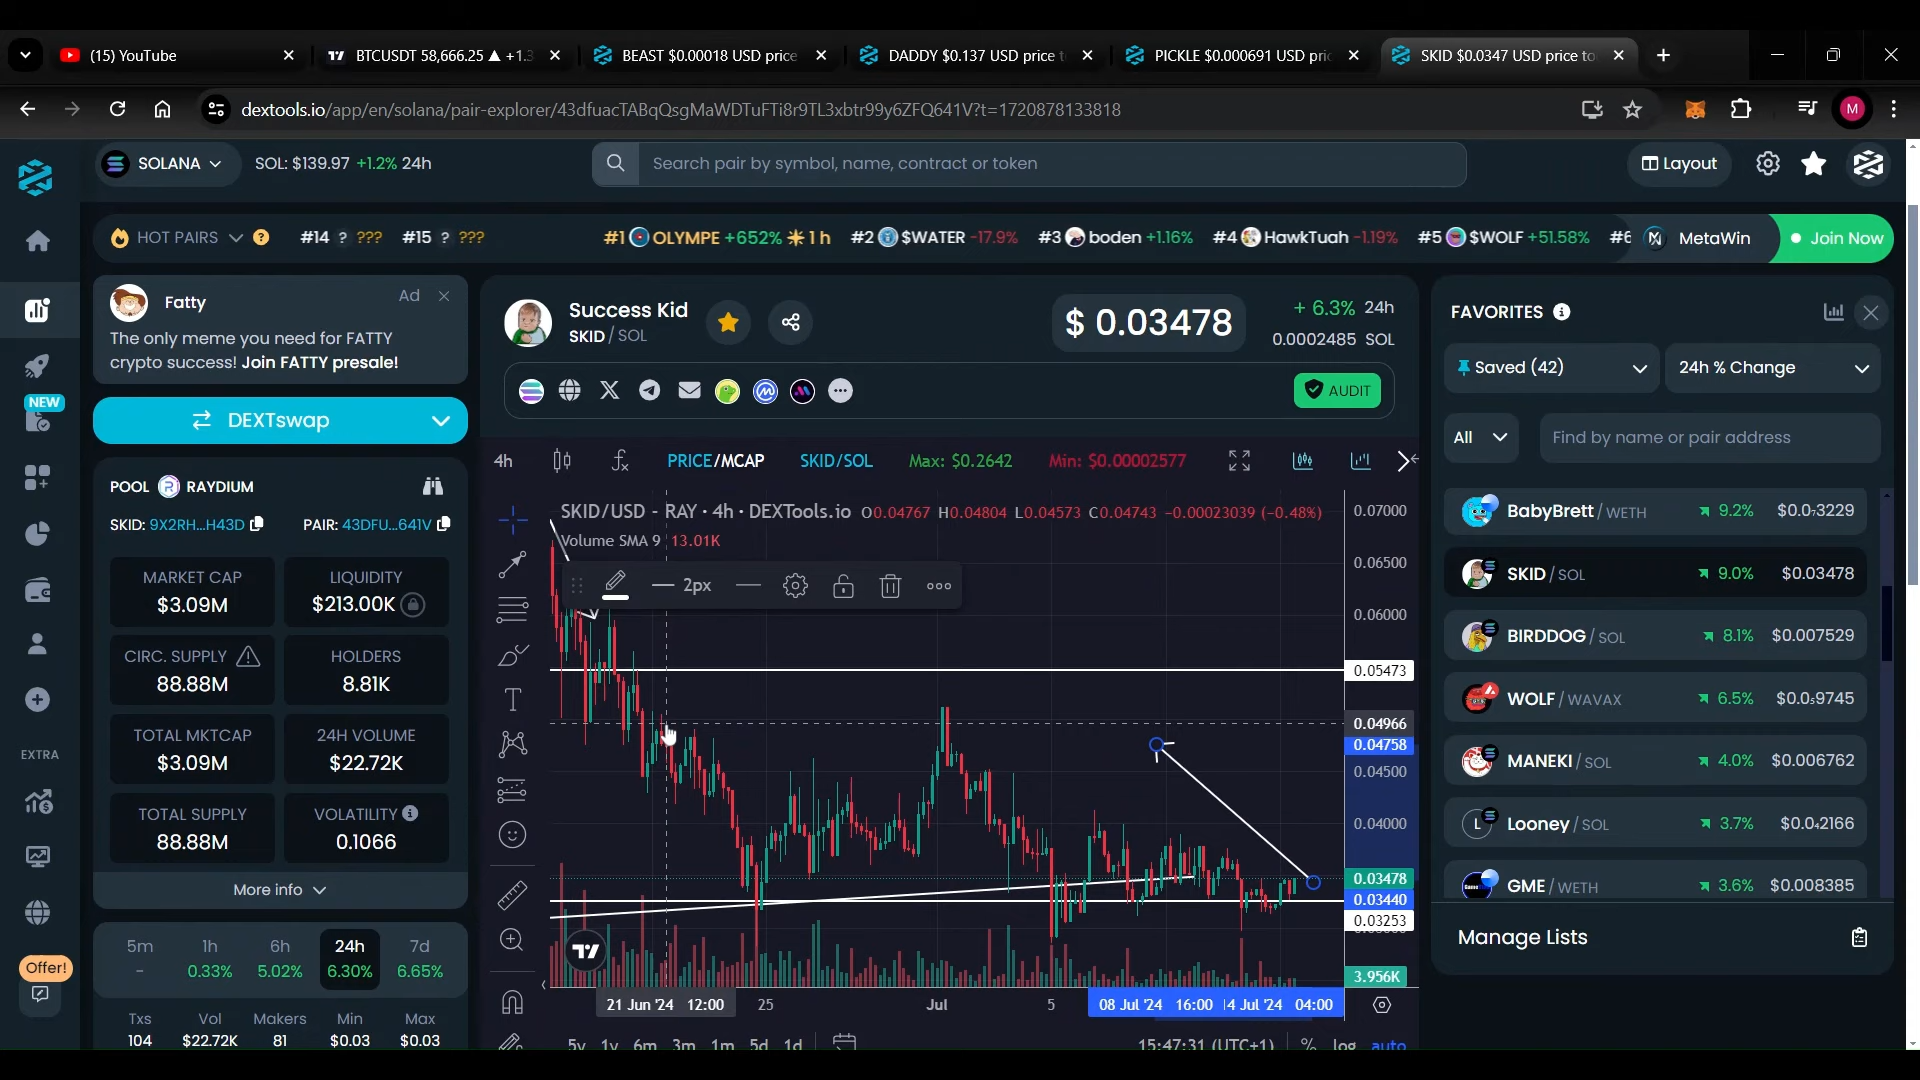 (15) YouTube
BTCUSDT 58,666.25 ▲ +1.3
BEAST $0.00018 USD price
DADDY $0.137 USD price t
PICKLE $0.000691 USD pri
SKID $0.0347 USD price to
dextools.io/app/en/solana/pair-explorer/43dfuacTABqQsgMaWDTuFTi8r9TL3xbtr99y6ZFQ641V?t=1720878133818
M
SOLANA
SOL: $139.97 +1.2% 24h
Search pair by symbol, name, contract or token
Layout
HOT PAIRS
#14 ? ???
#15 ? ???
#1 OLYMPE +652% 1 h
#2 $WATER -17.9%
#3 boden +1.16%
#4 HawkTuah -1.19%
#5 $WOLF +51.58%
#6
MetaWin
Join Now
Fatty
Ad
The only meme you need for FATTY
crypto success! Join FATTY presale!
NEW
DEXTswap
POOL RAYDIUM
SKID: 9X2RH...H43D
PAIR: 43DFU...641V
MARKET CAP
$3.09M
LIQUIDITY
$213.00K
CIRC. SUPPLY
88.88M
HOLDERS
8.81K
TOTAL MKTCAP
$3.09M
24H VOLUME
$22.72K
TOTAL SUPPLY
88.88M
VOLATILITY
0.1066
More info
EXTRA
Offer!
5m
1h
6h
24h
7d
-
0.33%
5.02%
6.30%
6.65%
Txs
Vol
Makers
Min
Max
104
$22.72K
81
$0.03
$0.03
Success Kid
SKID / SOL
$ 0.03478
+ 6.3% 24h
0.0002485 SOL
AUDIT
4h
PRICE/MCAP
SKID/SOL
Max: $0.2642
Min: $0.00002577
SKID/USD - RAY · 4h · DEXTools.io O0.04767 H0.04804 L0.04573 C0.04743 -0.00023039 (-0.48%)
Volume SMA 9 13.01K
2px
0.07000
0.06500
0.06000
0.05473
0.04966
0.04758
0.04500
0.04000
0.03478
0.03440
0.03253
3.956K
21 Jun '24 12:00
25
Jul
5
08 Jul '24 16:00
4 Jul '24 04:00
5y 1y 6m 3m 1m 5d 1d
15:47:31 (UTC+1)
%
log
auto
FAVORITES
Saved (42)
24h % Change
All
Find by name or pair address
BabyBrett / WETH 9.2% $0.0₇3229
SKID / SOL 9.0% $0.03478
BIRDDOG / SOL 8.1% $0.007529
WOLF / WAVAX 6.5% $0.0₅9745
MANEKI / SOL 4.0% $0.006762
L
Looney / SOL 3.7% $0.0₄2166
GME / WETH 3.6% $0.008385
Manage Lists